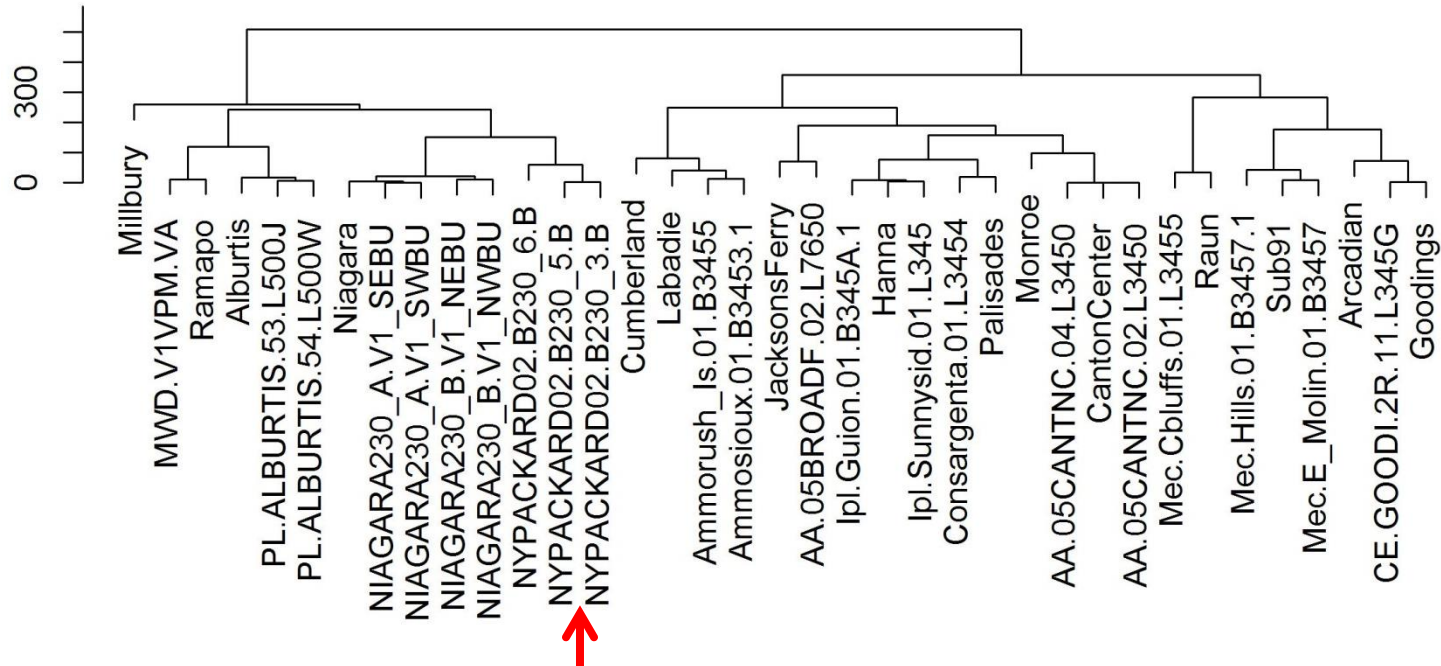 300
0
Millbury
MWD.V1VPM.VA
Ramapo
Alburtis
PL.ALBURTIS.53.L500J
PL.ALBURTIS.54.L500W
Niagara
NIAGARA230_A.V1_SEBU
NIAGARA230_A.V1_SWBU
NIAGARA230_B.V1_NEBU
NIAGARA230_B.V1_NWBU
NYPACKARD02.B230_6.B
NYPACKARD02.B230_5.B
NYPACKARD02.B230_3.B
Cumberland
Labadie
Ammorush_Is.01.B3455
Ammosioux.01.B3453.1
JacksonsFerry
AA.05BROADF.02.L7650
Ipl.Guion.01.B345A.1
Hanna
Ipl.Sunnysid.01.L345
Consargenta.01.L3454
Palisades
Monroe
AA.05CANTNC.04.L3450
CantonCenter
AA.05CANTNC.02.L3450
Mec.Cbluffs.01.L3455
Raun
Mec.Hills.01.B3457.1
Sub91
Mec.E_Molin.01.B3457
Arcadian
CE.GOODI.2R.11.L345G
Goodings